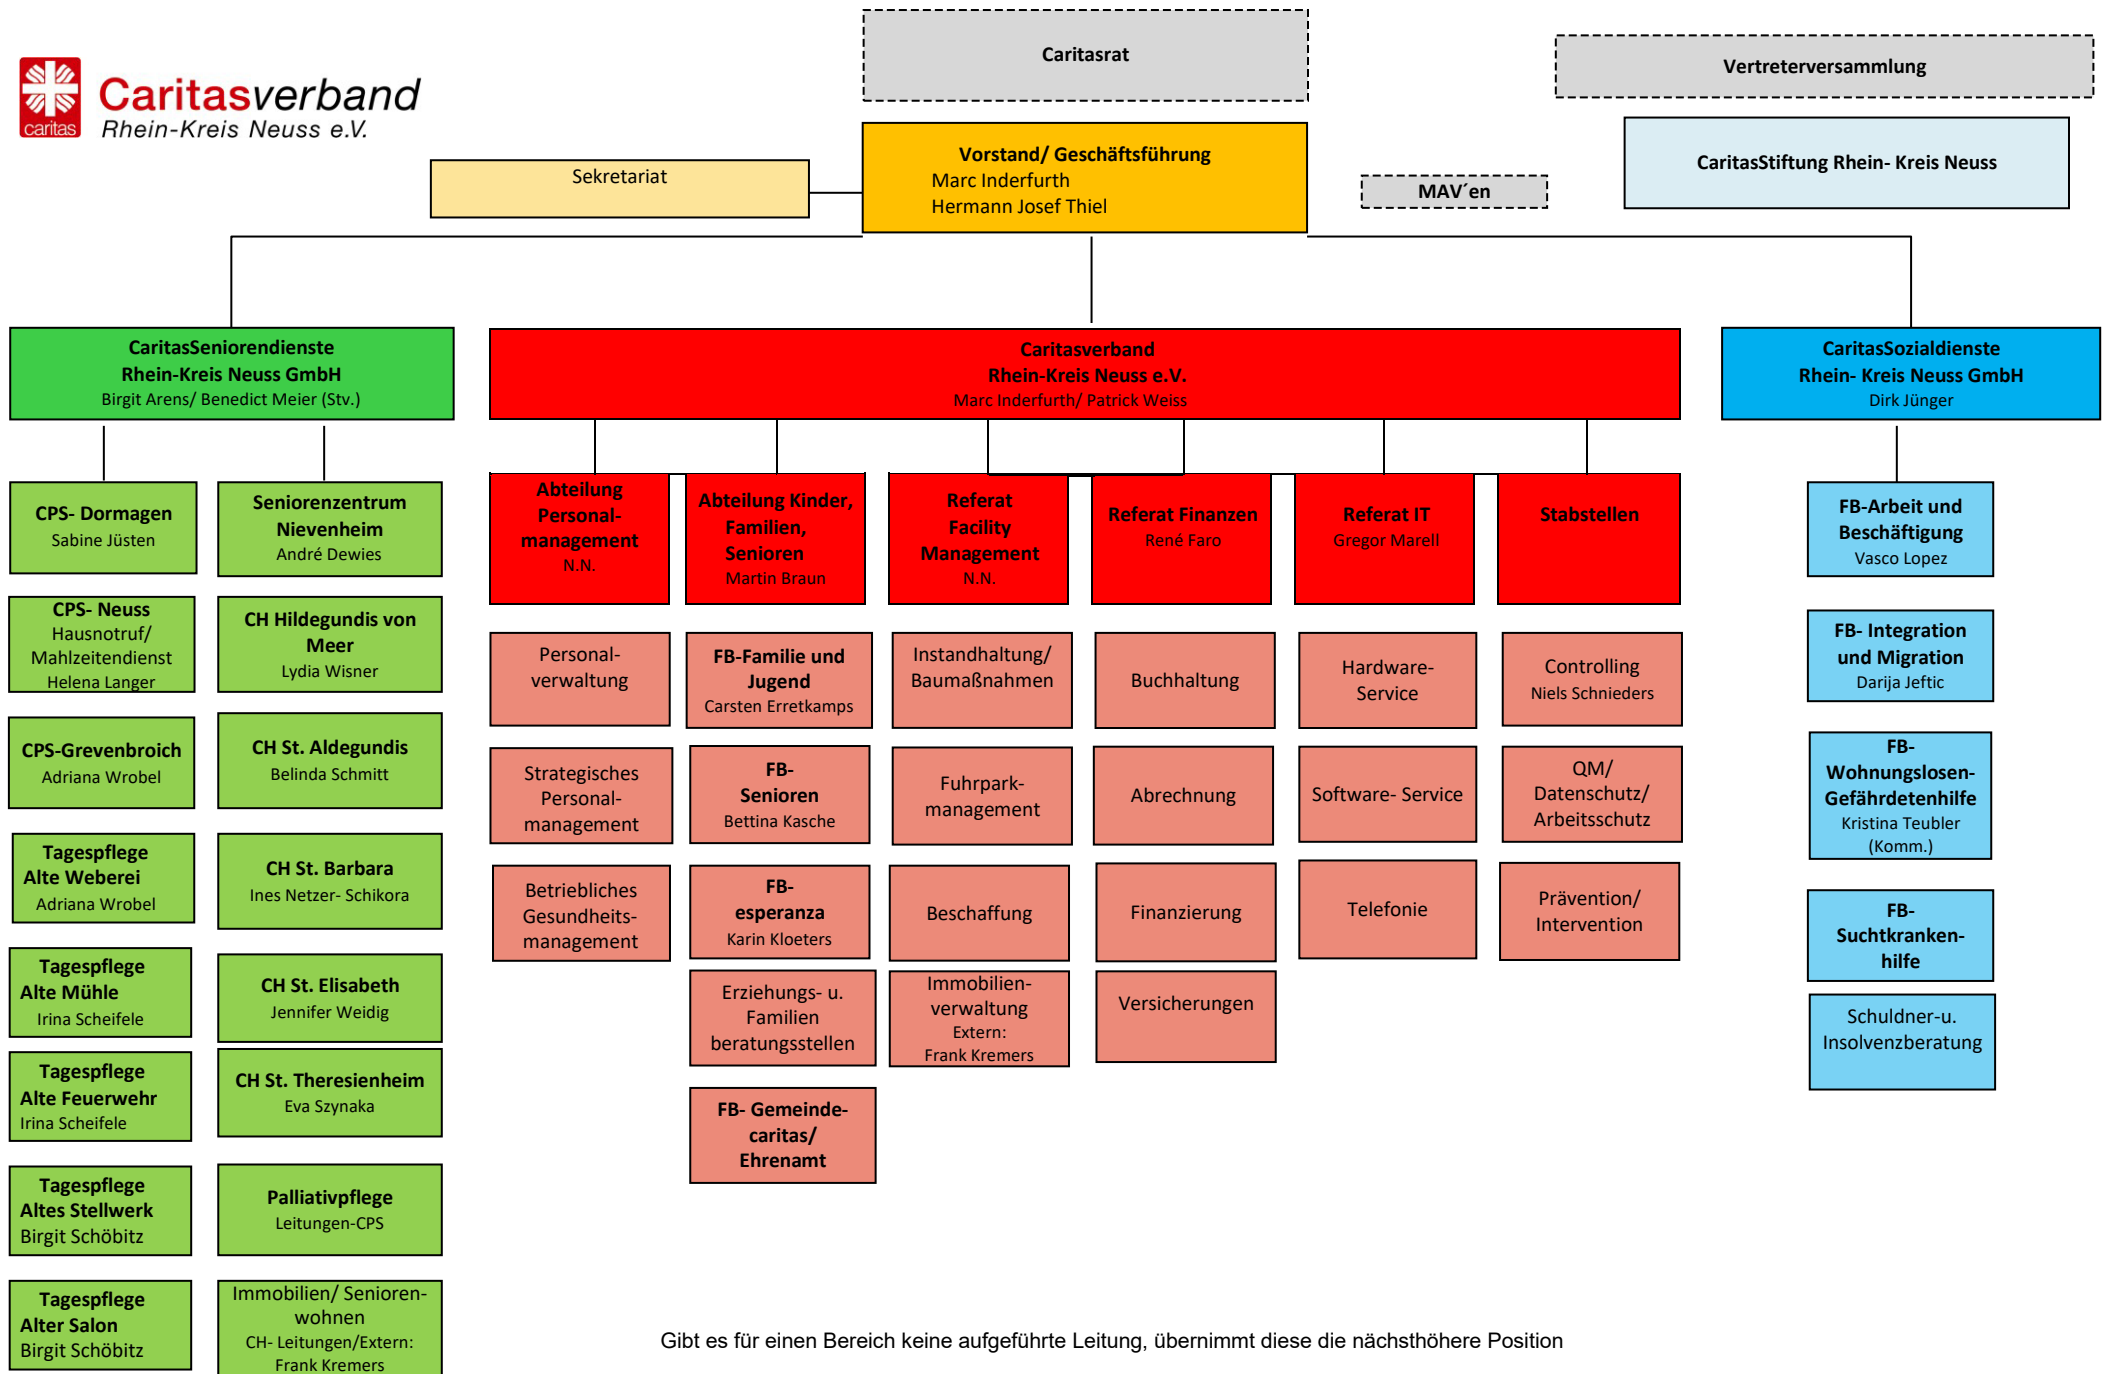 Caritasrat
Vertreterversammlung
caritas
Caritasverband
Rhein-Kreis Neuss e.V.
Sekretariat
Vorstand/ Geschäftsführung
Marc Inderfurth
Hermann Josef Thiel
MAV´en
CaritasStiftung Rhein- Kreis Neuss
CaritasSeniorendienste
Rhein-Kreis Neuss GmbH
Birgit Arens/ Benedict Meier (Stv.)
Caritasverband
Rhein-Kreis Neuss e.V.
Marc Inderfurth/ Patrick Weiss
CaritasSozialdienste
Rhein- Kreis Neuss GmbH
Dirk Jünger
CPS- Dormagen
Sabine Jüsten
CPS- Neuss
Hausnotruf/
Mahlzeitendienst
Helena Langer
CPS-Grevenbroich
Adriana Wrobel
Tagespflege
Alte Weberei
Adriana Wrobel
Tagespflege
Alte Mühle
Irina Scheifele
Tagespflege
Alte Feuerwehr
Irina Scheifele
Tagespflege
Altes Stellwerk
Birgit Schöbitz
Tagespflege
Alter Salon
Birgit Schöbitz
Seniorenzentrum
Nievenheim
André Dewies
CH Hildegundis von
Meer
Lydia Wisner
CH St. Aldegundis
Belinda Schmitt
CH St. Barbara
Ines Netzer- Schikora
CH St. Elisabeth
Jennifer Weidig
CH St. Theresienheim
Eva Szynaka
Palliativpflege
Leitungen-CPS
Immobilien/ Senioren-
wohnen
CH- Leitungen/Extern:
Frank Kremers
Abteilung
Personal-
management
N.N.
Personal-
verwaltung
Strategisches
Personal-
management
Betriebliches
Gesundheits-
management
Abteilung Kinder,
Familien,
Senioren
Martin Braun
FB-Familie und
Jugend
Carsten Erretkamps
FB-
Senioren
Bettina Kasche
FB-
esperanza
Karin Kloeters
Erziehungs- u.
Familien
beratungsstellen
FB- Gemeinde-
caritas/
Ehrenamt
Referat
Facility
Management
N.N.
Instandhaltung/
Baumaßnahmen
Fuhrpark-
management
Beschaffung
Immobilien-
verwaltung
Extern:
Frank Kremers
Referat Finanzen
René Faro
Buchhaltung
Abrechnung
Finanzierung
Versicherungen
Referat IT
Gregor Marell
Hardware-
Service
Software- Service
Telefonie
Stabstellen
Controlling
Niels Schnieders
QM/
Datenschutz/
Arbeitsschutz
Prävention/
Intervention
FB-Arbeit und
Beschäftigung
Vasco Lopez
FB- Integration
und Migration
Darija Jeftic
FB-
Wohnungslosen-
Gefährdetenhilfe
Kristina Teubler
(Komm.)
FB-
Suchtkranken-
hilfe
Schuldner-u.
Insolvenzberatung
Gibt es für einen Bereich keine aufgeführte Leitung, übernimmt diese die nächsthöhere Position